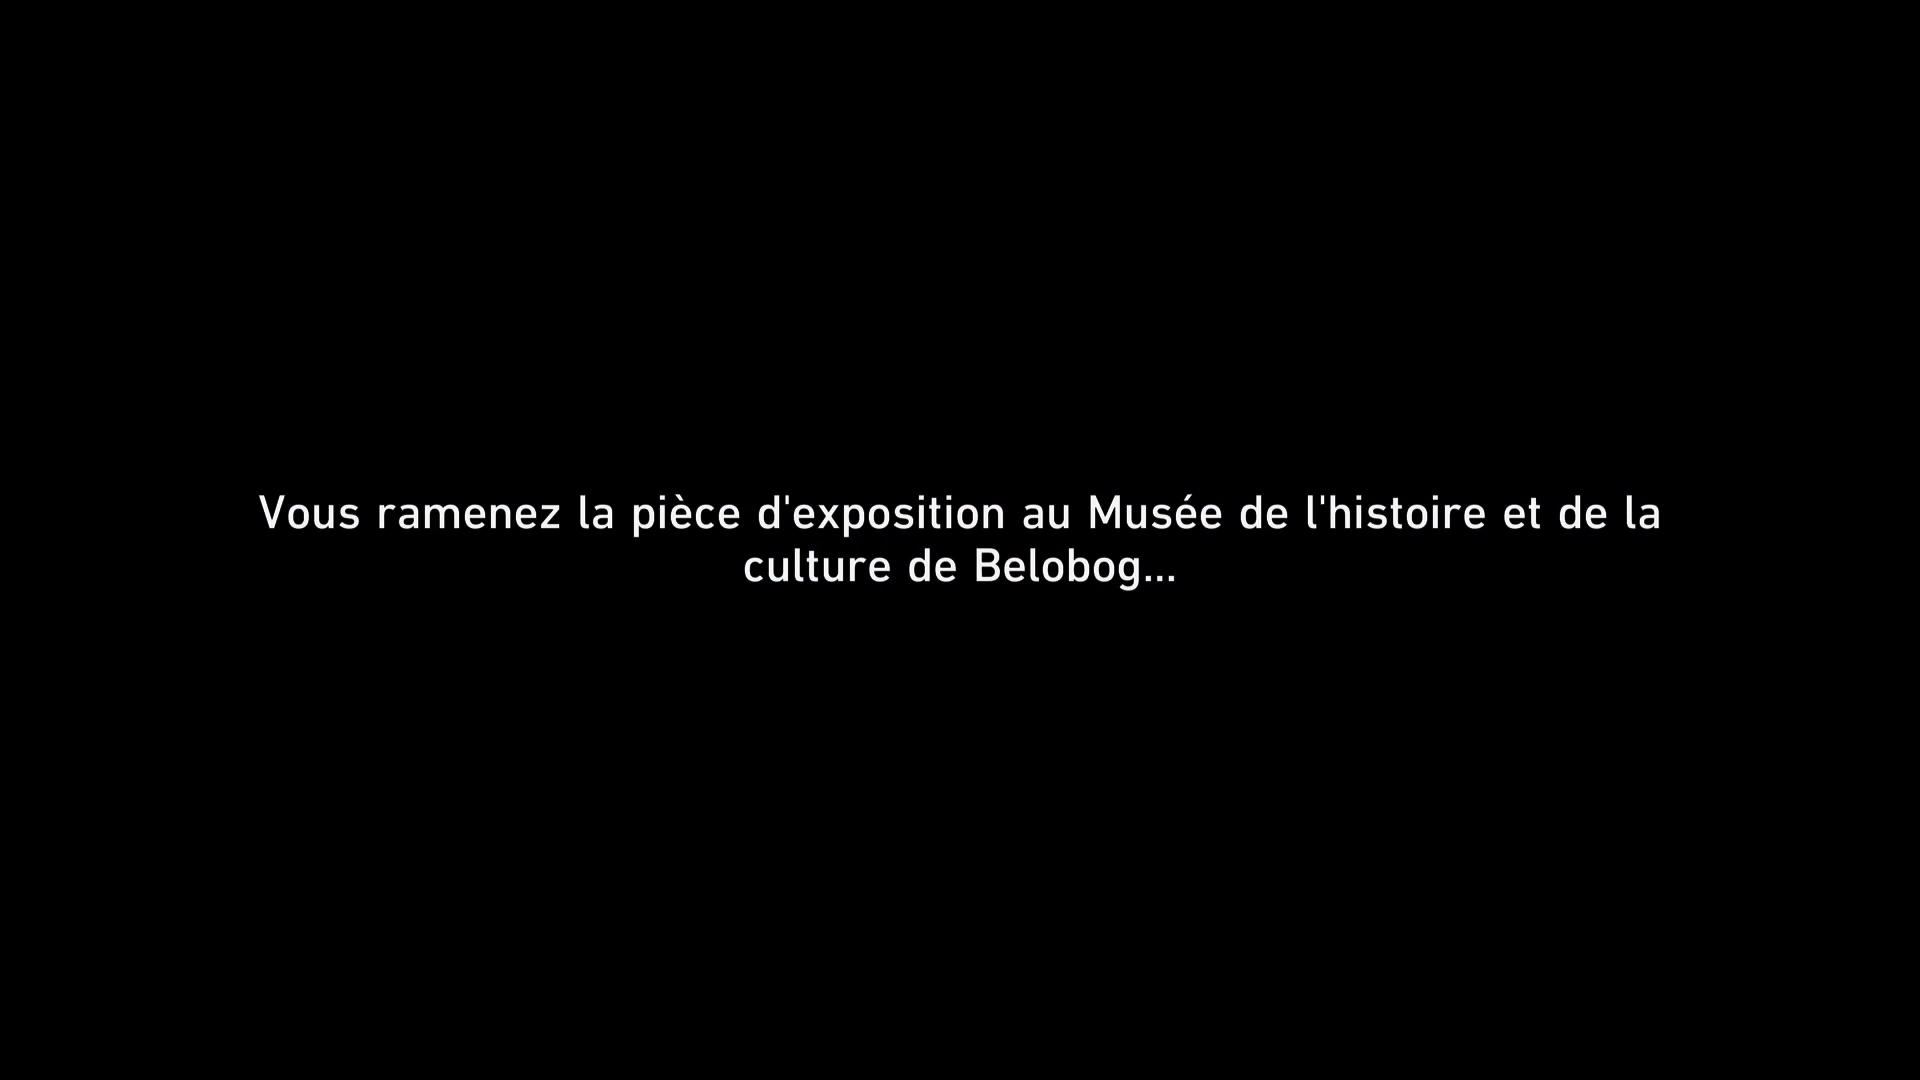 Vous ramenez la pièce d'exposition au Musée de l'histoire et de la
culture de Belobog...